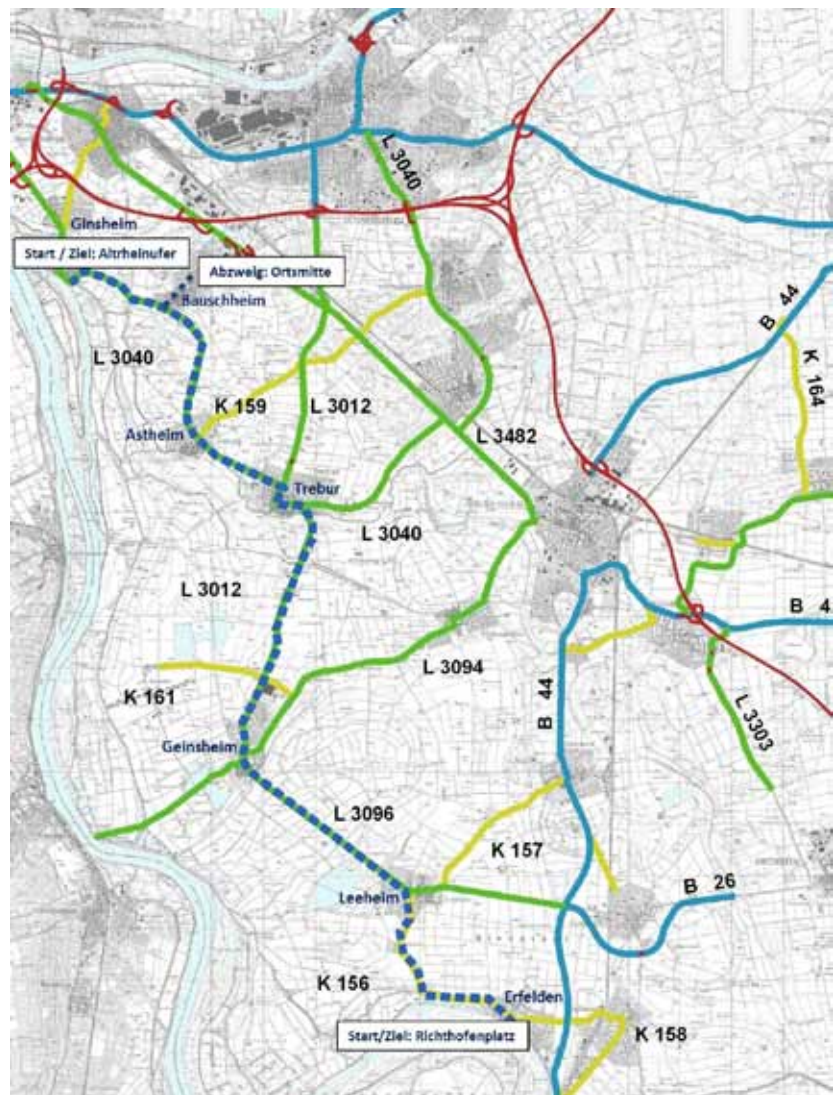 L 3040
Ginsheim
Start / Ziel: Altrheinufer
Abzweig: Ortsmitte
Bauschheim
B 44
K 164
L 3040
K 159
L 3012
L 3482
Astheim
Trebur
L 3040
L 3012
B 4
L 3094
K 161
B 44
L 3303
Geinsheim
L 3096
K 157
B 26
Leeheim
K 156
Erfelden
Start/Ziel: Richthofenplatz
K 158